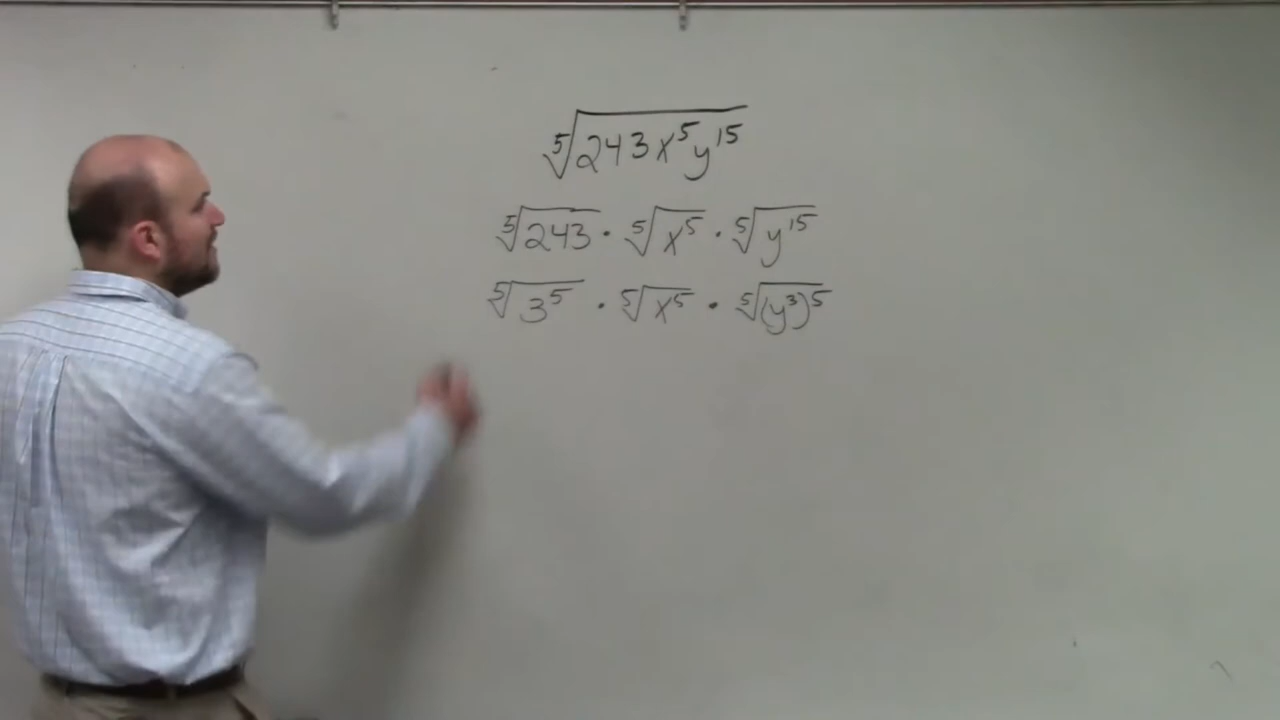 ⁵√243x⁵y¹⁵
⁵√243 · ⁵√x⁵ · ⁵√y¹⁵
⁵√3⁵ · ⁵√x⁵ · ⁵√(y³)⁵